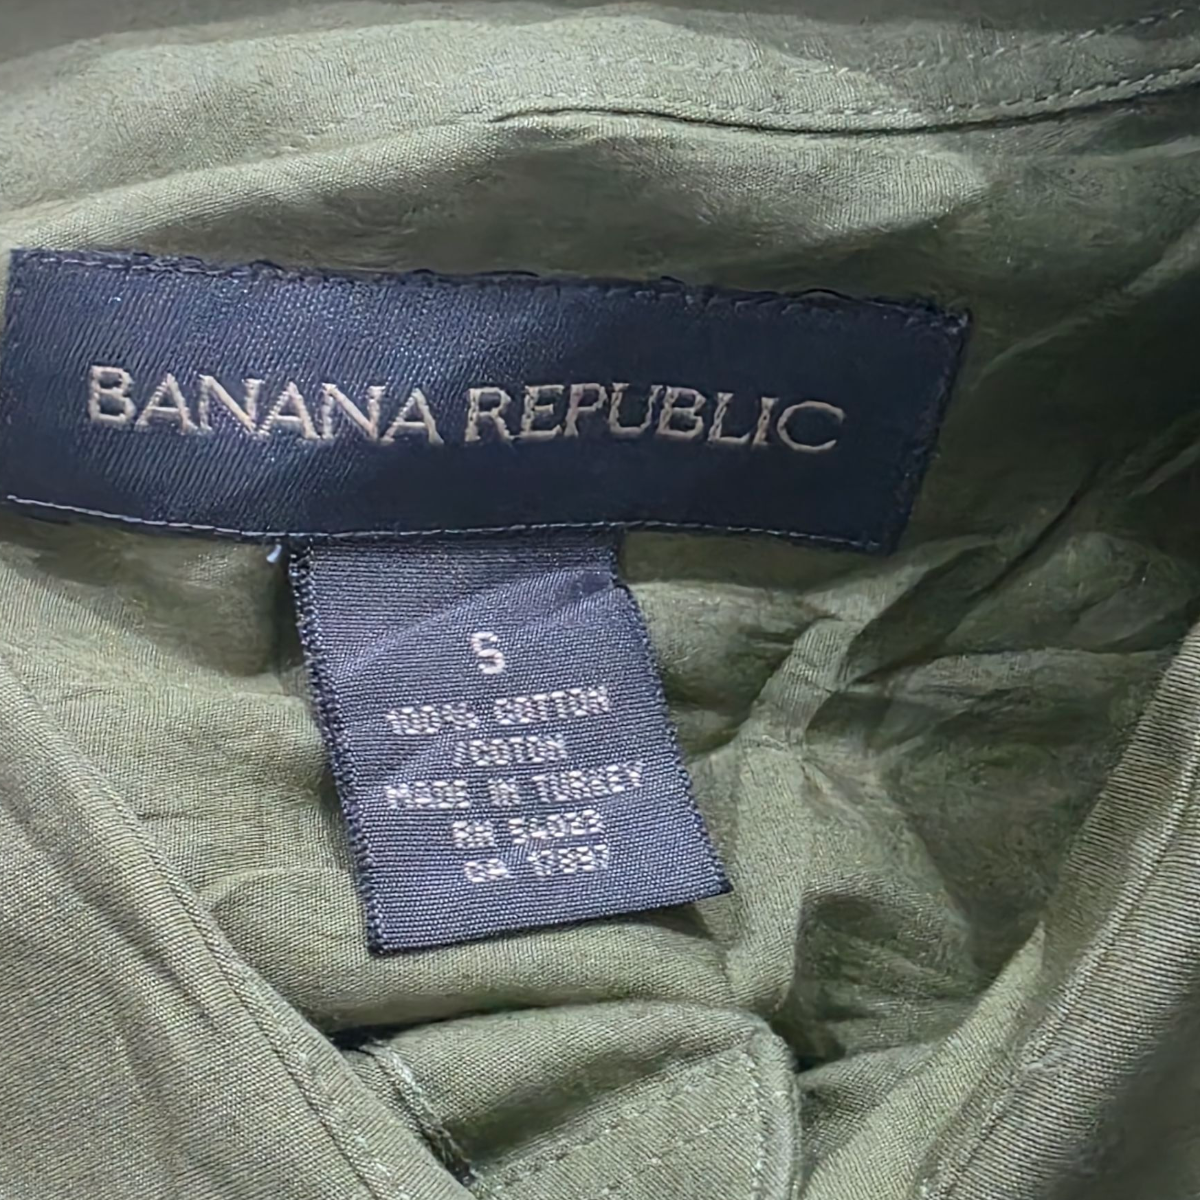 BANANA REPUBLIC
S
100% COTTON
/COTON
MADE IN TURKEY
RN 54023
CA 17897